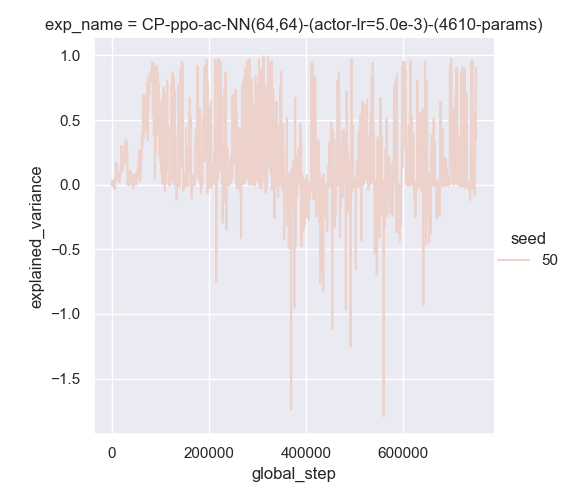 exp_name = CP-ppo-ac-NN(64,64)-(actor-lr=5.0e-3)-(4610-params)
1.0
0.5
0.0
−0.5
−1.0
−1.5
explained_variance
0
200000
400000
600000
global_step
seed
50